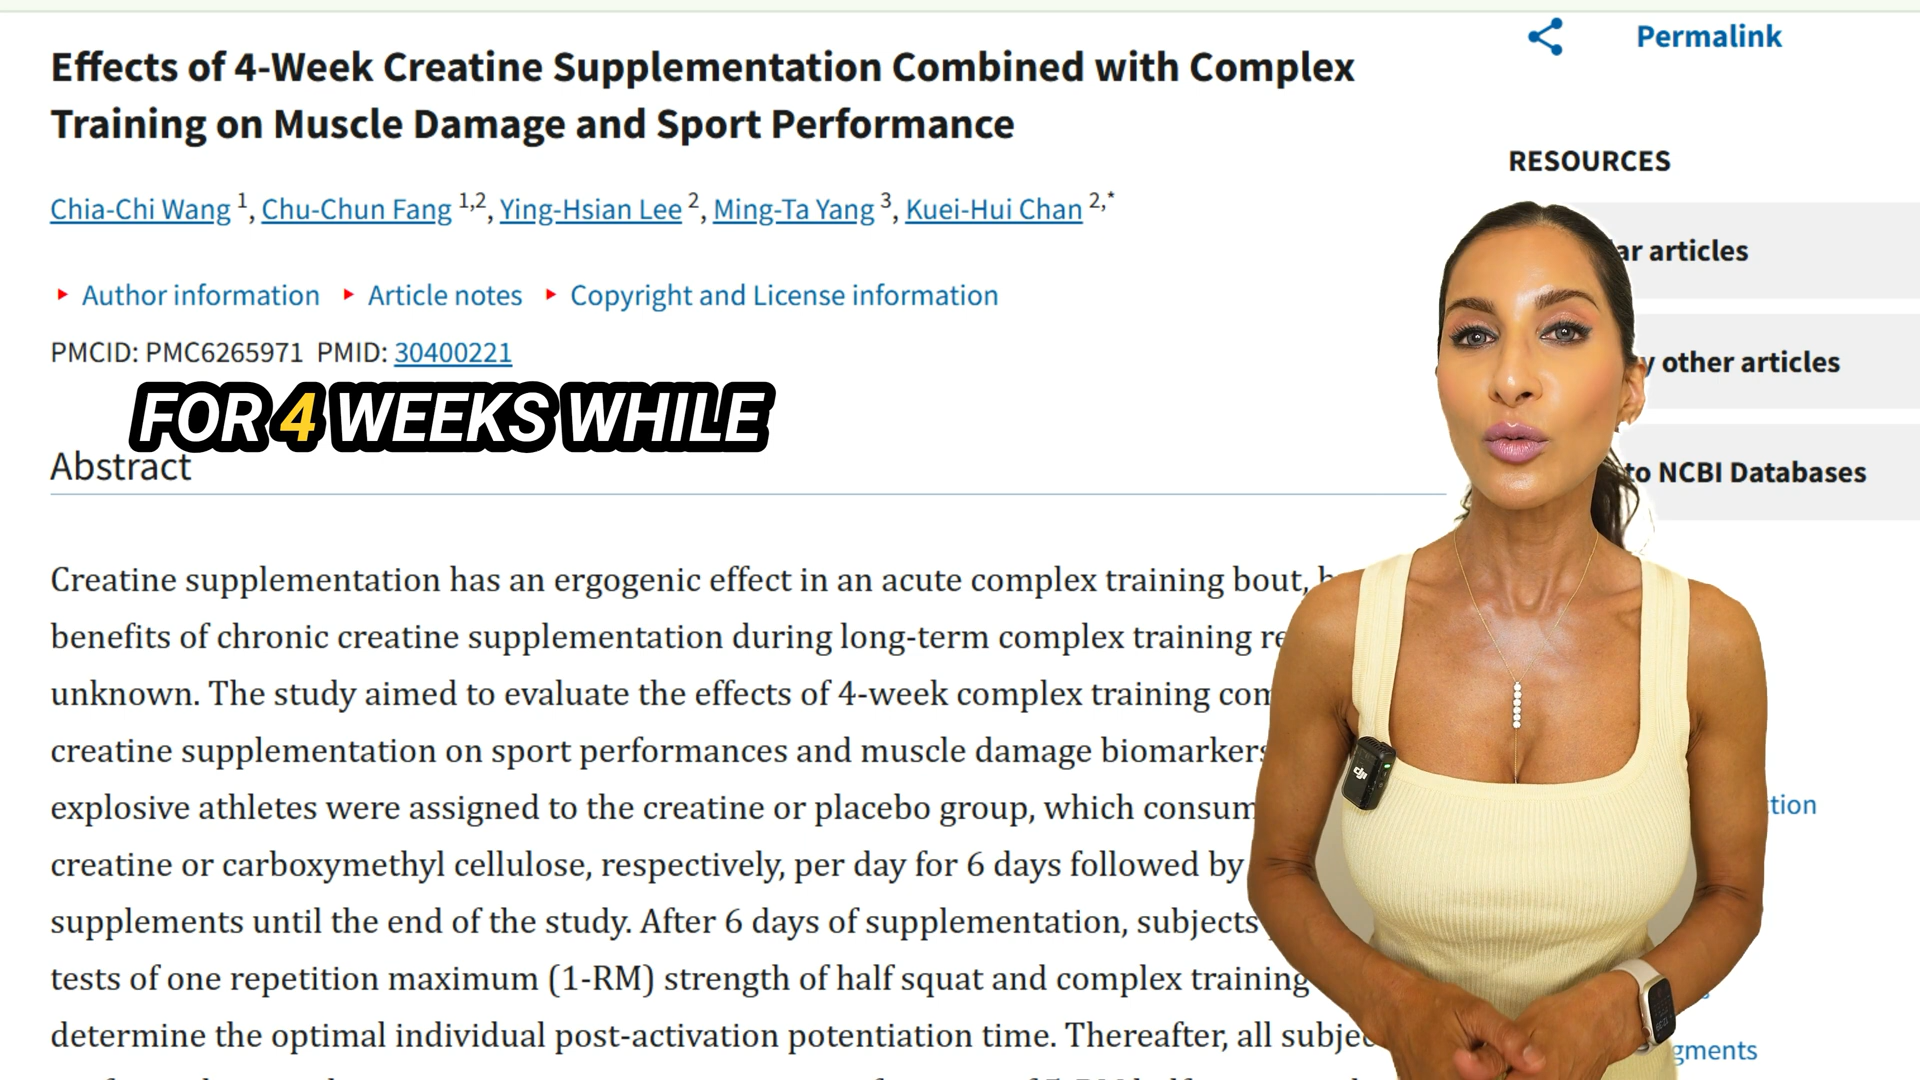 Effects of 4-Week Creatine Supplementation Combined with Complex
Training on Muscle Damage and Sport Performance
Chia-Chi Wang 1, Chu-Chun Fang 1,2, Ying-Hsian Lee 2, Ming-Ta Yang 3, Kuei-Hui Chan 2,*
Author information Article notes Copyright and License information
PMCID: PMC6265971 PMID: 30400221
FOR 4 WEEKS WHILE
Abstract
Creatine supplementation has an ergogenic effect in an acute complex training bout,
benefits of chronic creatine supplementation during long-term complex training
unknown. The study aimed to evaluate the effects of 4-week complex training
creatine supplementation on sport performances and muscle damage biomarkers
explosive athletes were assigned to the creatine or placebo group, which
creatine or carboxymethyl cellulose, respectively, per day for 6 days followed by
supplements until the end of the study. After 6 days of supplementation, subjects
tests of one repetition maximum (1-RM) strength of half squat and complex training
determine the optimal individual post-activation potentiation time. Thereafter, all
Permalink
RESOURCES
articles
other articles
to NCBI Databases
dji